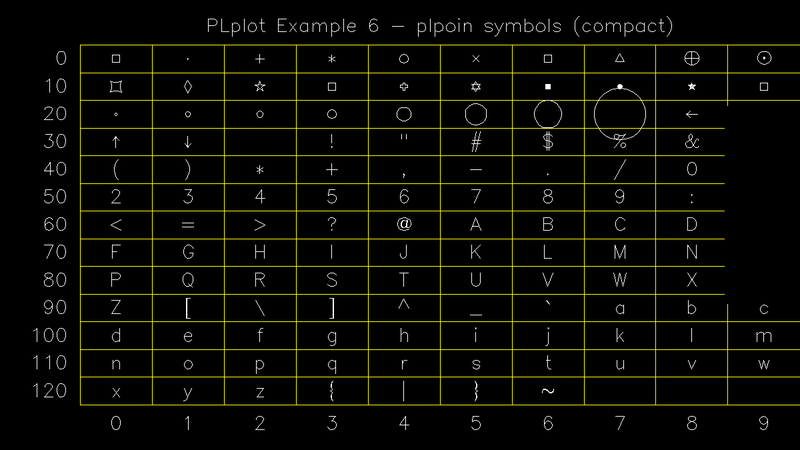 PLplot Example 6 – plpoin symbols (compact)
0 □ · + * ○ × □ △ ⊕ ⊙
10 ◊ ☆ □ ✡ ■ • ★ □
20 ○ ○ ○ ○ ○ ○ ○ ○ ←
30 ↑ ↓ ! " # $ % &
40 ( ) * + , – . / 0
50 2 3 4 5 6 7 8 9 :
60 < = > ? @ A B C D
70 F G H I J K L M N
80 P Q R S T U V W X
90 Z [ \ ] ^ _ ` a b c
100 d e f g h i j k l m
110 n o p q r s t u v w
120 x y z { | } ~
0 1 2 3 4 5 6 7 8 9